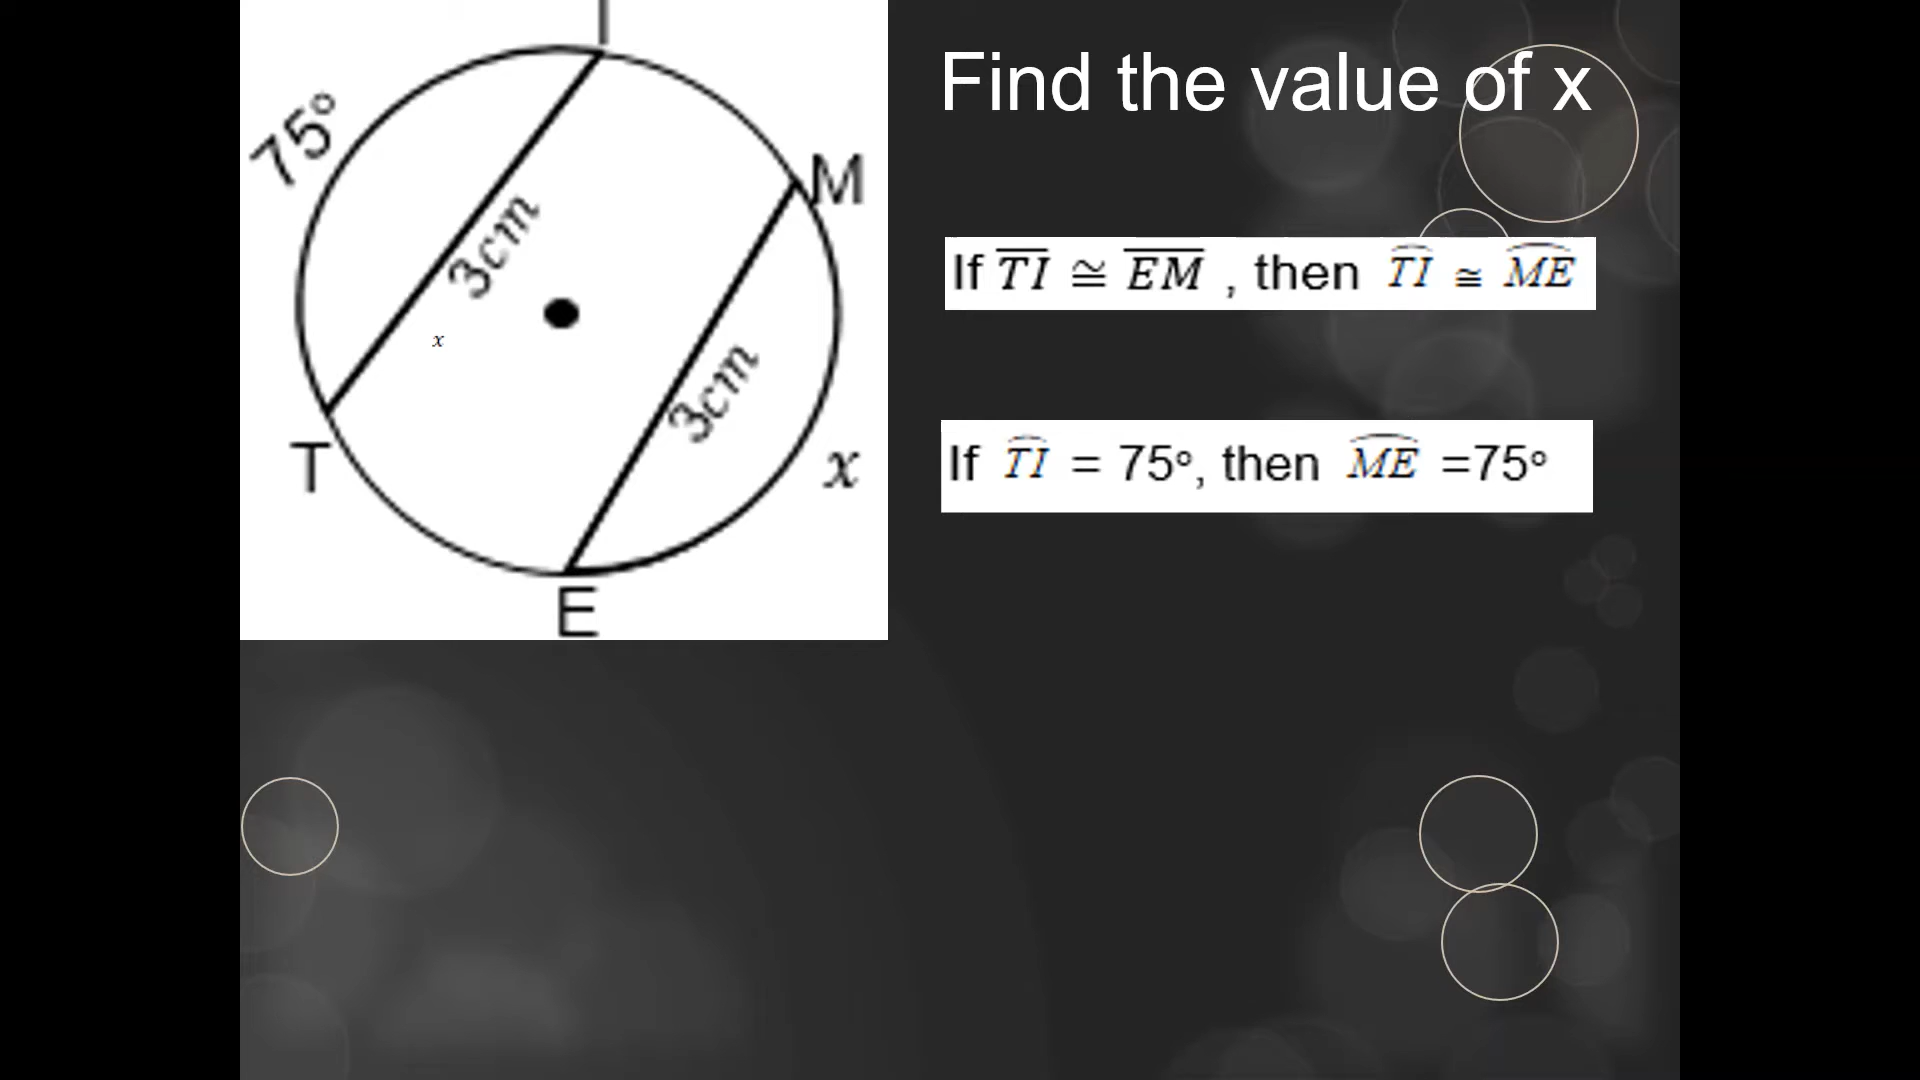 I
Find the value of x
75°
M
3cm
If TI ≅ EM , then TI ≅ ME
x
3cm
T
x
If TI = 75°, then ME =75°
E